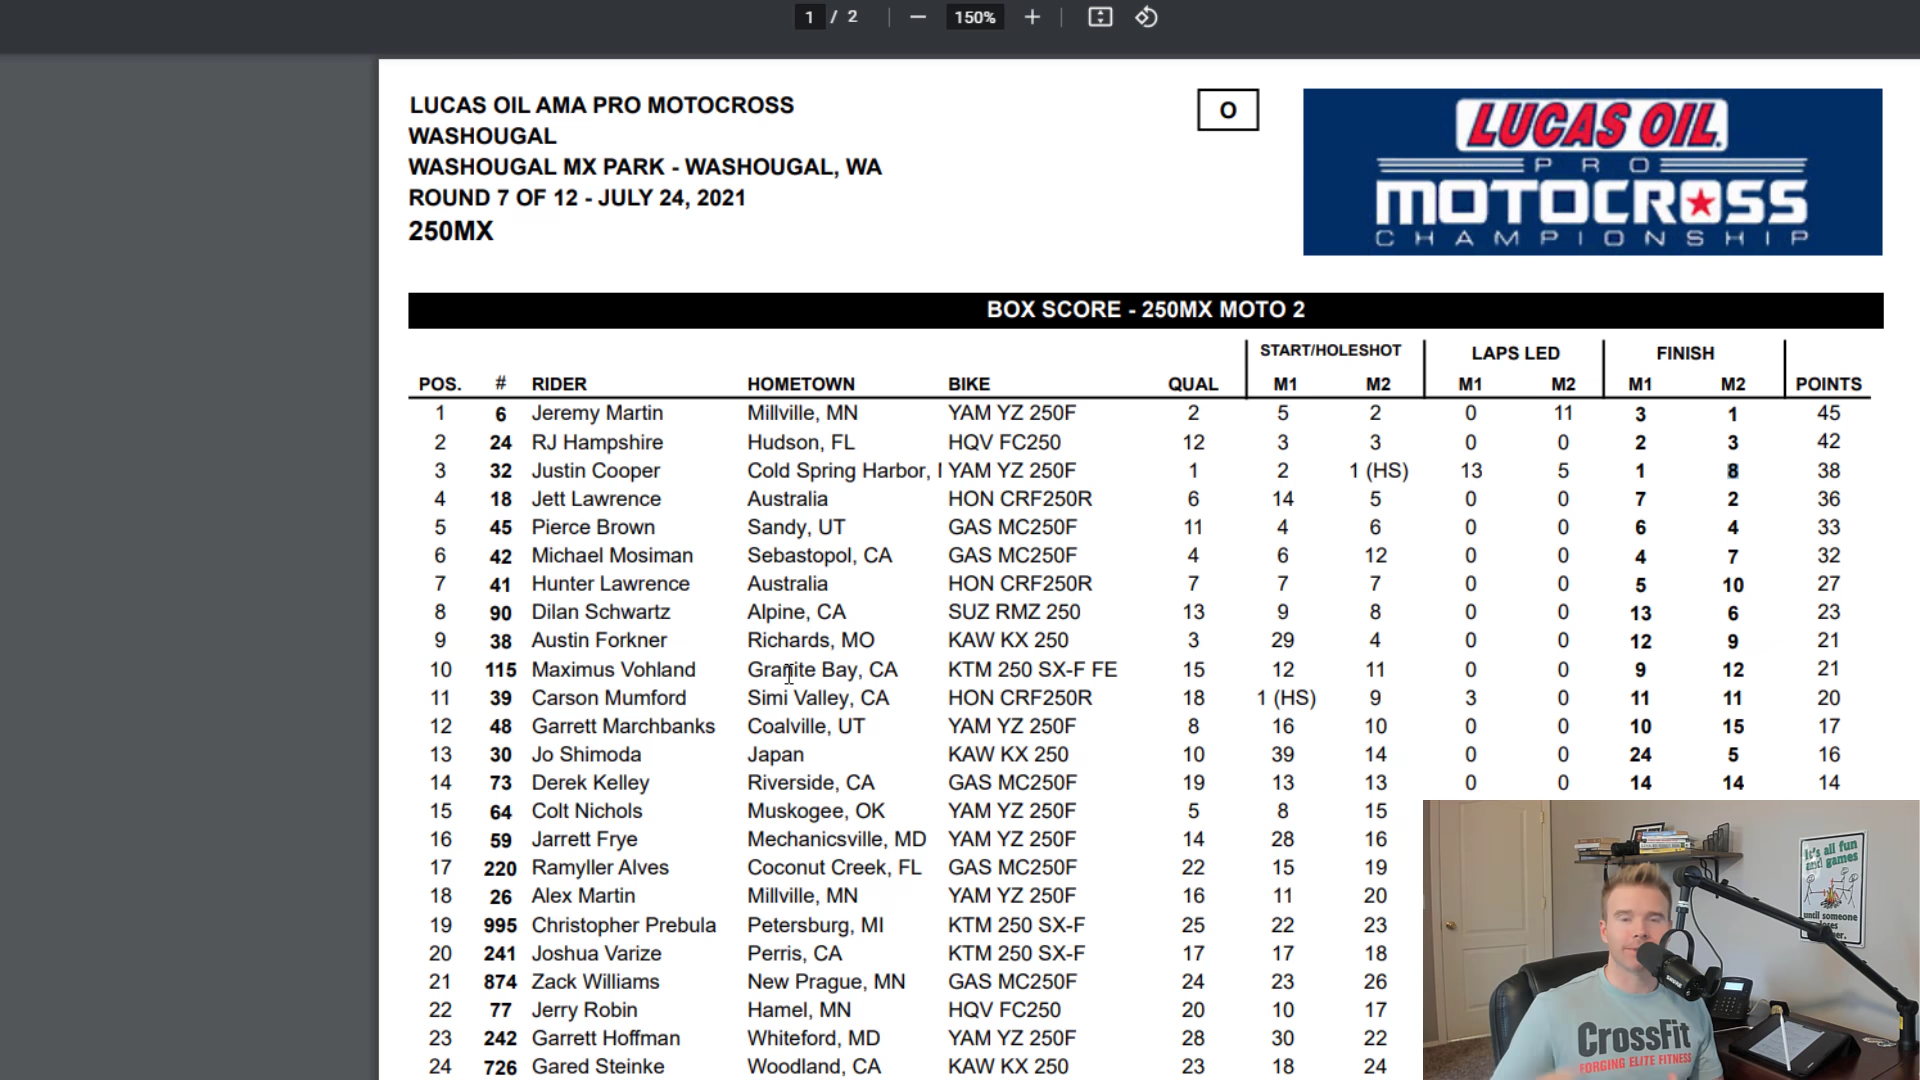 1 / 2 150%
LUCAS OIL AMA PRO MOTOCROSS
WASHOUGAL
WASHOUGAL MX PARK - WASHOUGAL, WA
ROUND 7 OF 12 - JULY 24, 2021
250MX
O
LUCAS OIL
PRO
MOTOCROSS
CHAMPIONSHIP
BOX SCORE - 250MX MOTO 2
START/HOLESHOT LAPS LED FINISH
POS. # RIDER HOMETOWN BIKE QUAL M1 M2 M1 M2 M1 M2 POINTS
1 6 Jeremy Martin Millville, MN YAM YZ 250F 2 5 2 0 11 3 1 45
2 24 RJ Hampshire Hudson, FL HQV FC250 12 3 3 0 0 2 3 42
3 32 Justin Cooper Cold Spring Harbor, YAM YZ 250F 1 2 1 (HS) 13 5 1 8 38
4 18 Jett Lawrence Australia HON CRF250R 6 14 5 0 0 7 2 36
5 45 Pierce Brown Sandy, UT GAS MC250F 11 4 6 0 0 6 4 33
6 42 Michael Mosiman Sebastopol, CA GAS MC250F 4 6 12 0 0 4 7 32
7 41 Hunter Lawrence Australia HON CRF250R 7 7 7 0 0 5 10 27
8 90 Dilan Schwartz Alpine, CA SUZ RMZ 250 13 9 8 0 0 13 6 23
9 38 Austin Forkner Richards, MO KAW KX 250 3 29 4 0 0 12 9 21
10 115 Maximus Vohland Granite Bay, CA KTM 250 SX-F FE 15 12 11 0 0 9 12 21
11 39 Carson Mumford Simi Valley, CA HON CRF250R 18 1 (HS) 9 3 0 11 11 20
12 48 Garrett Marchbanks Coalville, UT YAM YZ 250F 8 16 10 0 0 10 15 17
13 30 Jo Shimoda Japan KAW KX 250 10 39 14 0 0 24 5 16
14 73 Derek Kelley Riverside, CA GAS MC250F 19 13 13 0 0 14 14 14
15 64 Colt Nichols Muskogee, OK YAM YZ 250F 5 8 15
16 59 Jarrett Frye Mechanicsville, MD YAM YZ 250F 14 28 16
17 220 Ramyller Alves Coconut Creek, FL GAS MC250F 22 15 19
18 26 Alex Martin Millville, MN YAM YZ 250F 16 11 20
19 995 Christopher Prebula Petersburg, MI KTM 250 SX-F 25 22 23
20 241 Joshua Varize Perris, CA KTM 250 SX-F 17 17 18
21 874 Zack Williams New Prague, MN GAS MC250F 24 23 26
22 77 Jerry Robin Hamel, MN HQV FC250 20 10 17
23 242 Garrett Hoffman Whiteford, MD YAM YZ 250F 28 30 22
24 726 Gared Steinke Woodland, CA KAW KX 250 23 18 24
It's all fun
and games
until someone
CrossFit
FORGING ELITE FITNESS